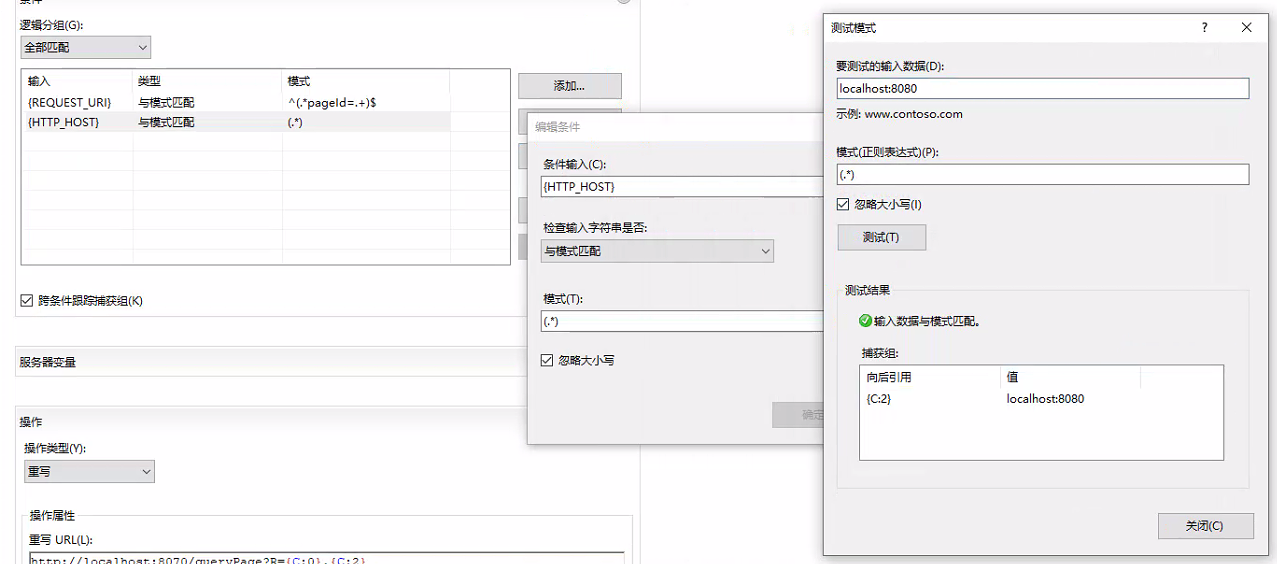 逻辑分组(G):
全部匹配
输入 类型 模式
{REQUEST_URI} 与模式匹配 ^(.*pageId=.+)$
{HTTP_HOST} 与模式匹配 (.*)
添加...
跨条件跟踪捕获组(K)
服务器变量
操作
操作类型(Y):
重写
操作属性
重写 URL(L):
http://localhost:8070/queryPage?R={C:0},{C:2}
编辑条件
条件输入(C):
{HTTP_HOST}
检查输入字符串是否:
与模式匹配
模式(T):
(.*)
忽略大小写
确定
测试模式
?
要测试的输入数据(D):
localhost:8080
示例: www.contoso.com
模式(正则表达式)(P):
(.*)
忽略大小写(I)
测试(T)
测试结果
输入数据与模式匹配。
捕获组:
向后引用 值
{C:2} localhost:8080
关闭(C)